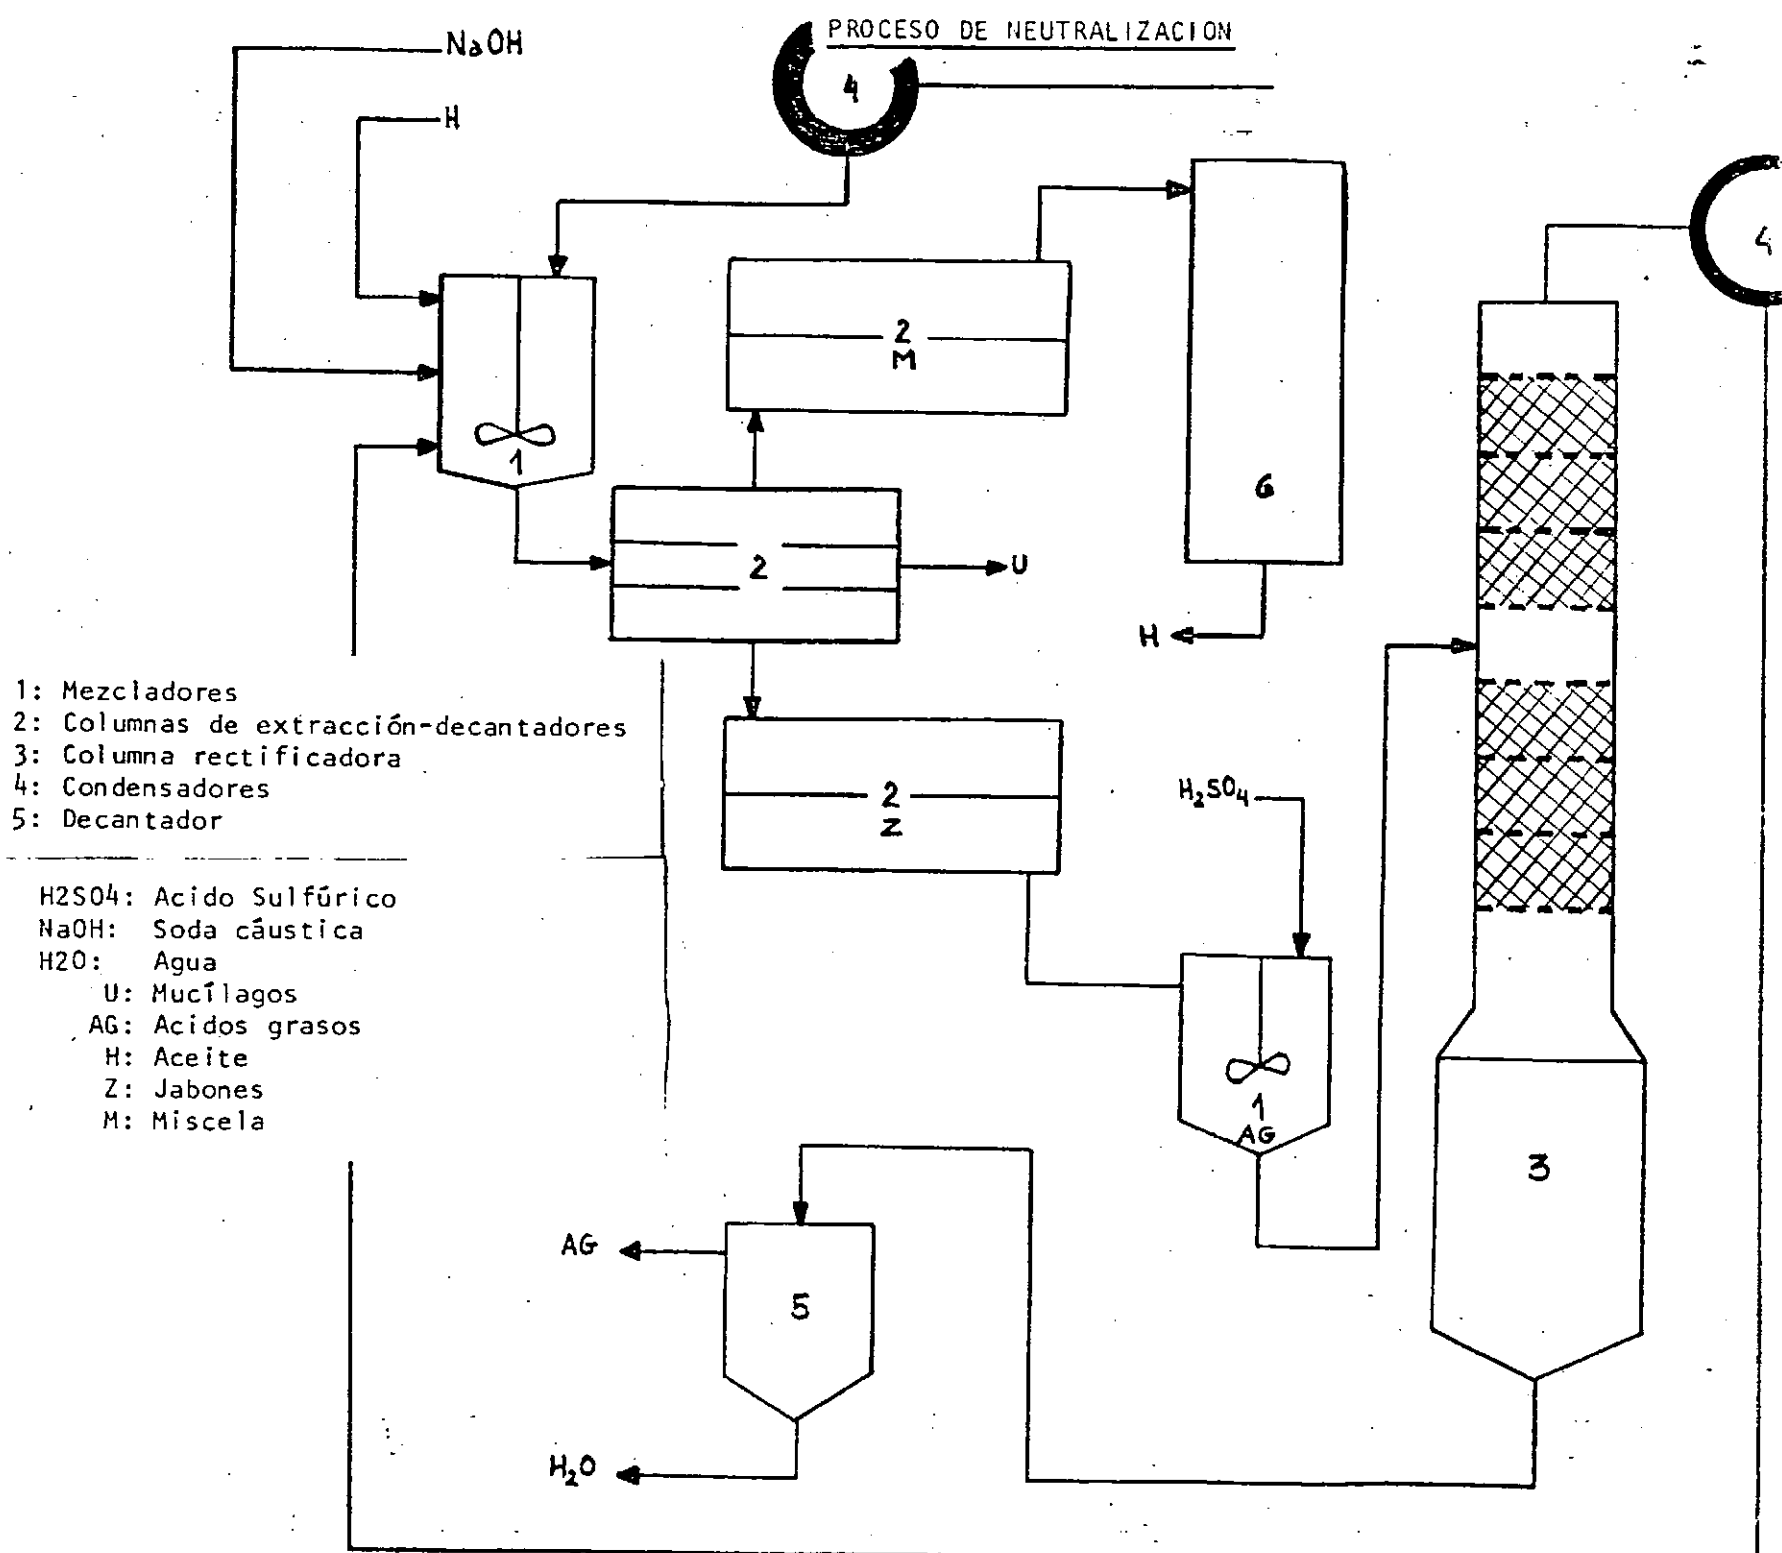 PROCESO DE NEUTRALIZACION
NaOH
4
H
4
2
M
1
6
2
U
H
1: Mezcladores
2: Columnas de extracción-decantadores
3: Columna rectificadora
4: Condensadores
5: Decantador
2
Z
H₂SO₄
H2SO4: Acido Sulfúrico
NaOH: Soda cáustica
H2O: Agua
U: Mucílagos
AG: Acidos grasos
H: Aceite
Z: Jabones
M: Miscela
1
AG
3
AG
5
H₂O